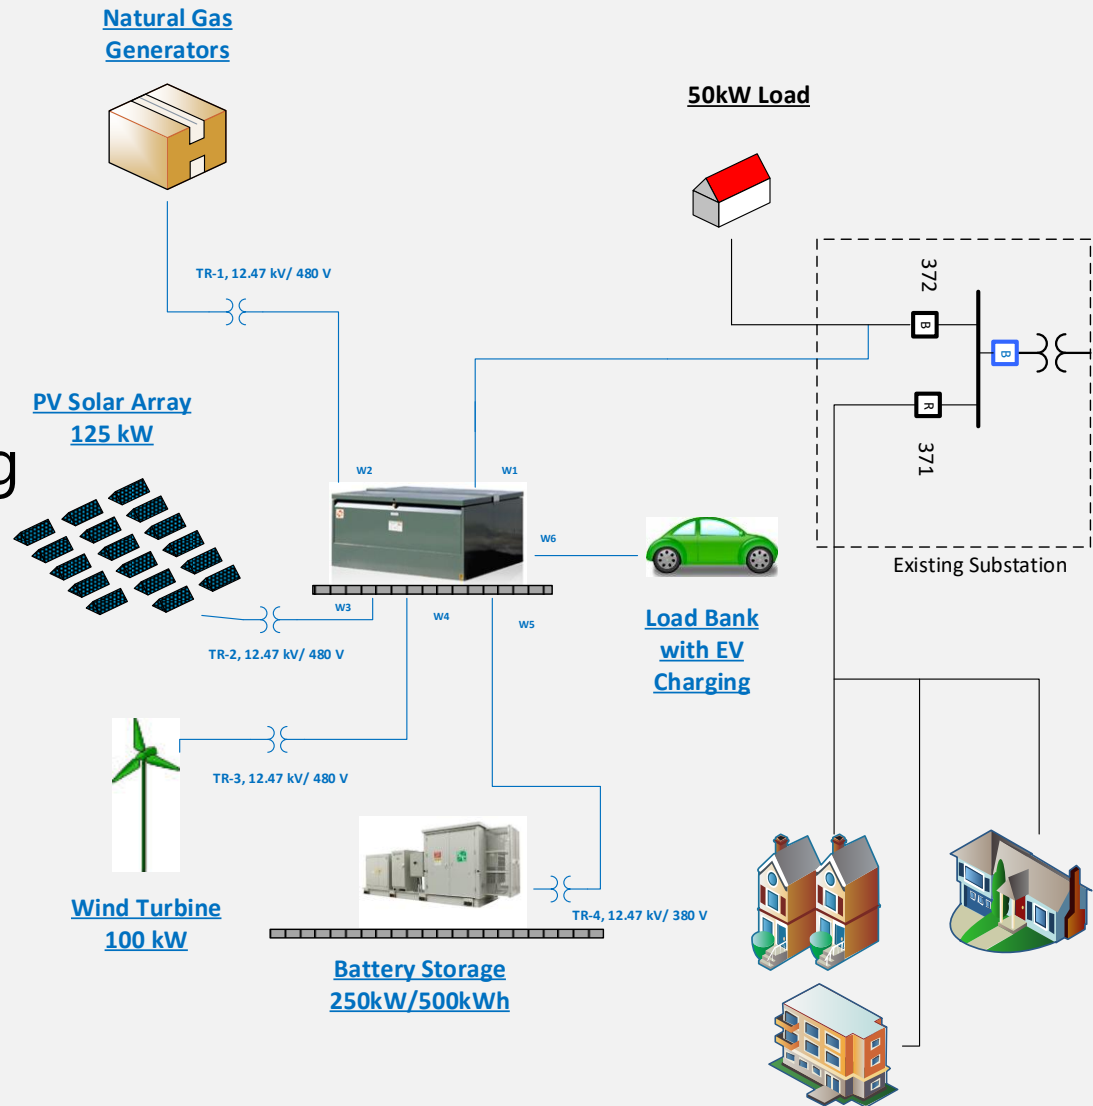 Natural Gas
Generators
50kW Load
TR-1, 12.47 kV/ 480 V
372
B
B
R
371
PV Solar Array
125 kW
g
W2
W1
W6
Existing Substation
W3
W4
W5
Load Bank
with EV
Charging
TR-2, 12.47 kV/ 480 V
TR-3, 12.47 kV/ 480 V
Wind Turbine
100 kW
TR-4, 12.47 kV/ 380 V
Battery Storage
250kW/500kWh